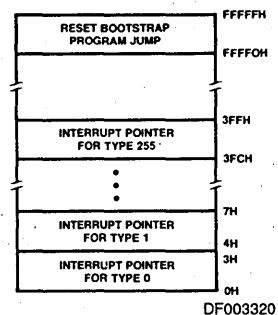 FFFFFH
RESET BOOTSTRAP
PROGRAM JUMP
FFFF0H
3FFH
INTERRUPT POINTER
FOR TYPE 255
3FCH
7H
INTERRUPT POINTER
FOR TYPE 1
4H
3H
INTERRUPT POINTER
FOR TYPE 0
0H
DF003320